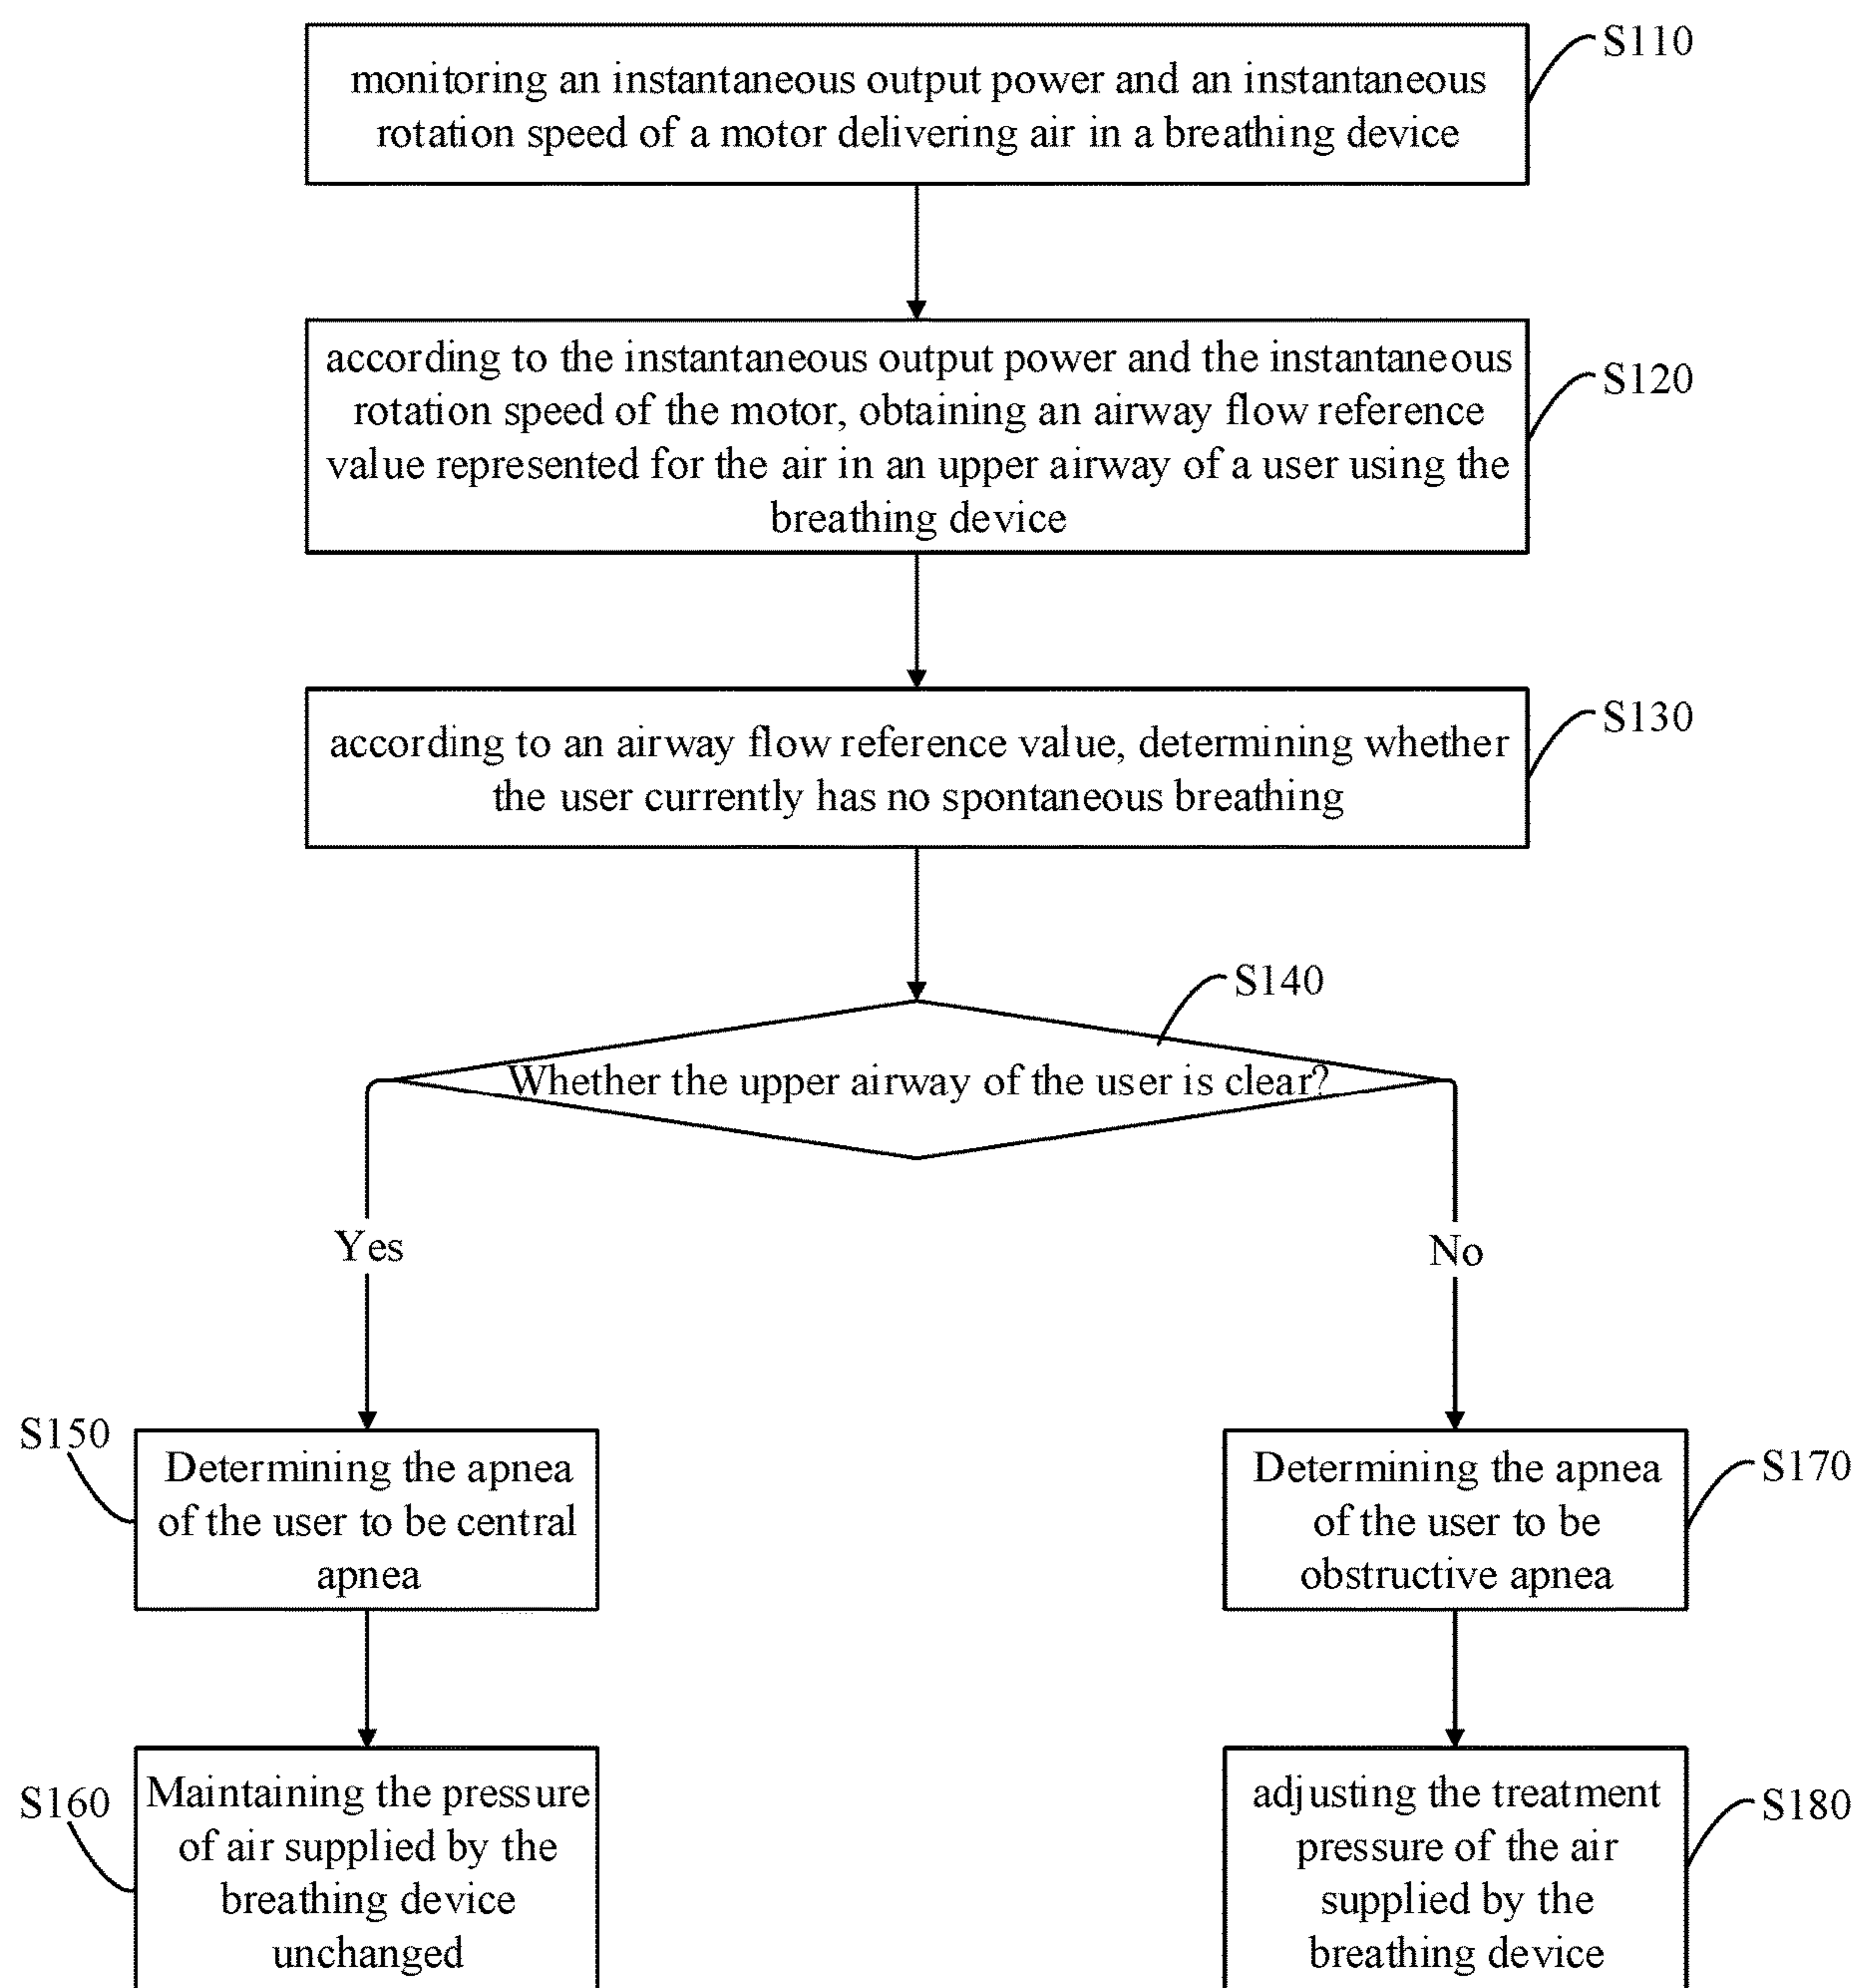 S110
monitoring an instantaneous output power and an instantaneous
rotation speed of a motor delivering air in a breathing device
S120
according to the instantaneous output power and the instantaneous
rotation speed of the motor, obtaining an airway flow reference
value represented for the air in an upper airway of a user using the
breathing device
S130
according to an airway flow reference value, determining whether
the user currently has no spontaneous breathing
S140
Whether the upper airway of the user is clear?
Yes
No
S150
Determining the apnea
of the user to be central
apnea
S170
Determining the apnea
of the user to be
obstructive apnea
S160
Maintaining the pressure
of air supplied by the
breathing device
unchanged
S180
adjusting the treatment
pressure of the air
supplied by the
breathing device